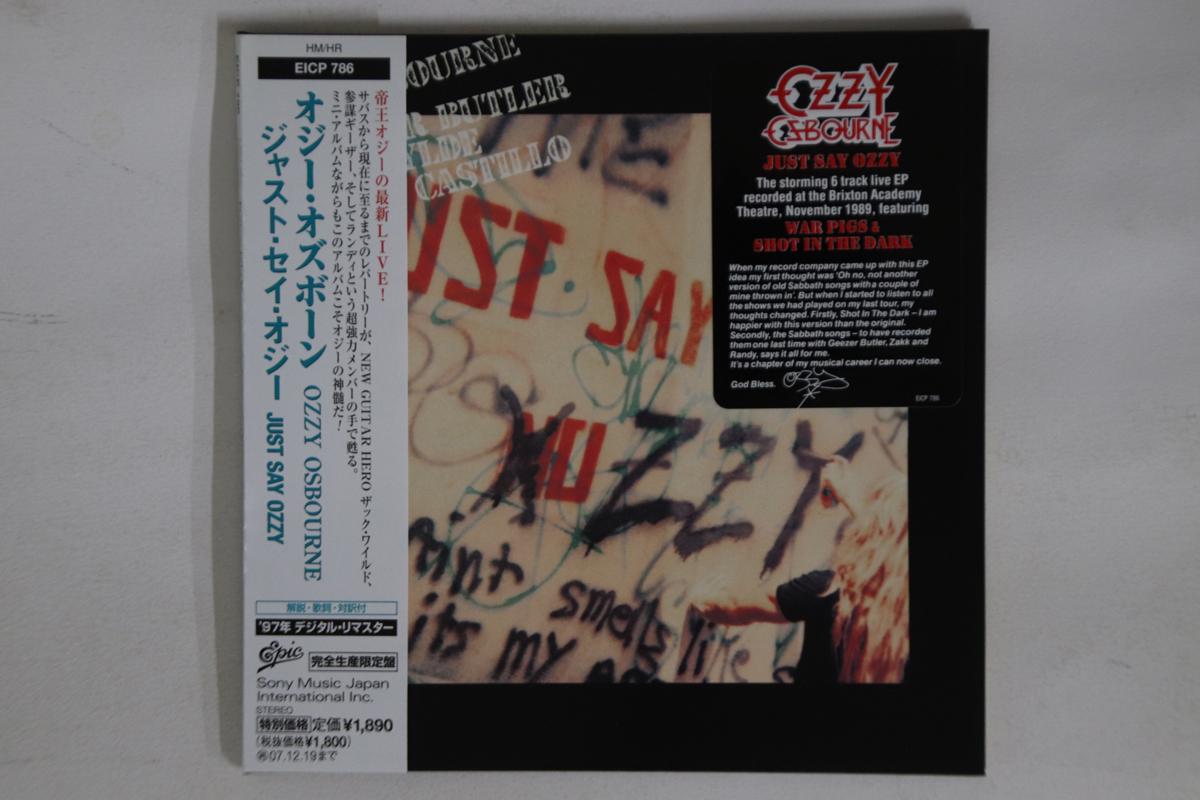 HM/HR
EICP 786
オジー・オズボーン OZZY OSBOURNE
ジャスト・セイ・オジー JUST SAY OZZY
帝王オジーの最新LIVE!
サバスから現在に至るまでのレパートリーが、NEW GUITAR HERO ザック・ワイルド、
参謀ギーザー、そしてランディという超強力メンバーの手で甦る。
ミニ・アルバムながらもこのアルバムこそオジーの神髄だ!
解説・歌詞・対訳付
'97年 デジタル・リマスター
Epic
完全生産限定盤
Sony Music Japan
International Inc.
STEREO
特別価格 定価¥1,890
(税抜価格¥1,800)
07.12.19まで
OURNE
R BUTLER
YLDE
CASTILLO
UST SAY
NO
ZZY
smells like
its my
OZZY
OSBOURNE
JUST SAY OZZY
The storming 6 track live EP
recorded at the Brixton Academy
Theatre, November 1989, featuring
WAR PIGS &
SHOT IN THE DARK
When my record company came up with this EP
idea my first thought was 'Oh no, not another
version of old Sabbath songs with a couple of
mine thrown in'. But when I started to listen to all
the shows we had played on my last tour, my
thoughts changed. Firstly, Shot In The Dark – I am
happier with this version than the original.
Secondly, the Sabbath songs – to have recorded
them one last time with Geezer Butler, Zakk and
Randy, says it all for me.
It's a chapter of my musical career I can now close.
God Bless.
EICP 786